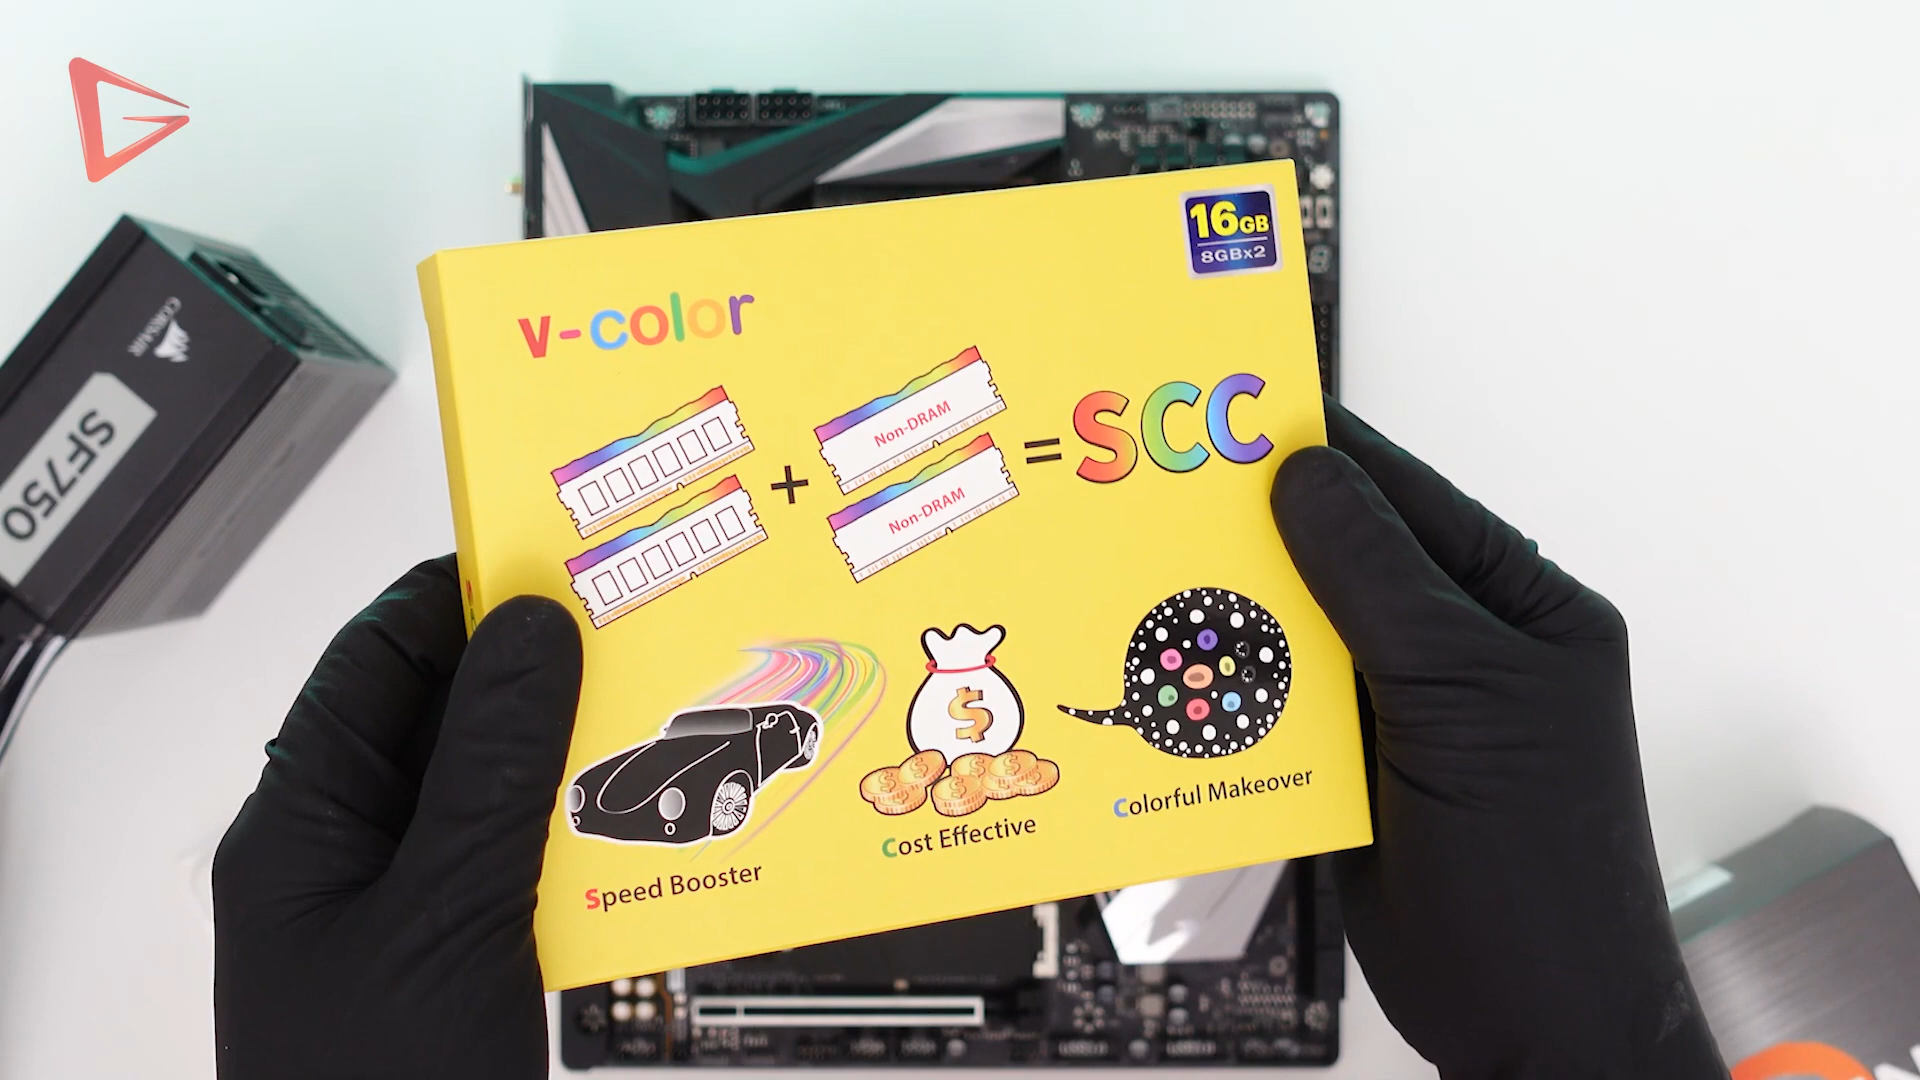 16GB
8GBx2
v-color
Non-DRAM
Non-DRAM
+
=
SCC
Speed Booster
Cost Effective
Colorful Makeover
CORSAIR
SF750